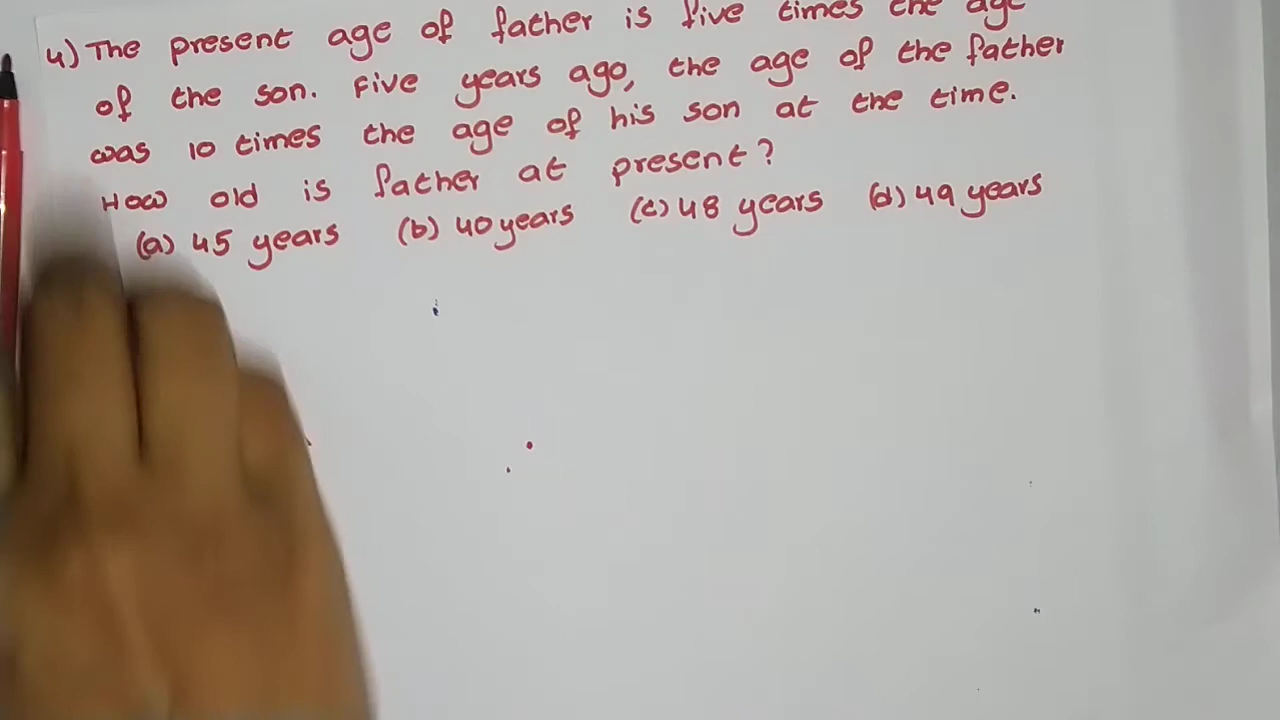 4) The present age of father is five times the age
of the son. Five years ago, the age of the father
was 10 times the age of his son at the time.
How old is father at present?
(a) 45 years (b) 40 years (c) 48 years (d) 49 years